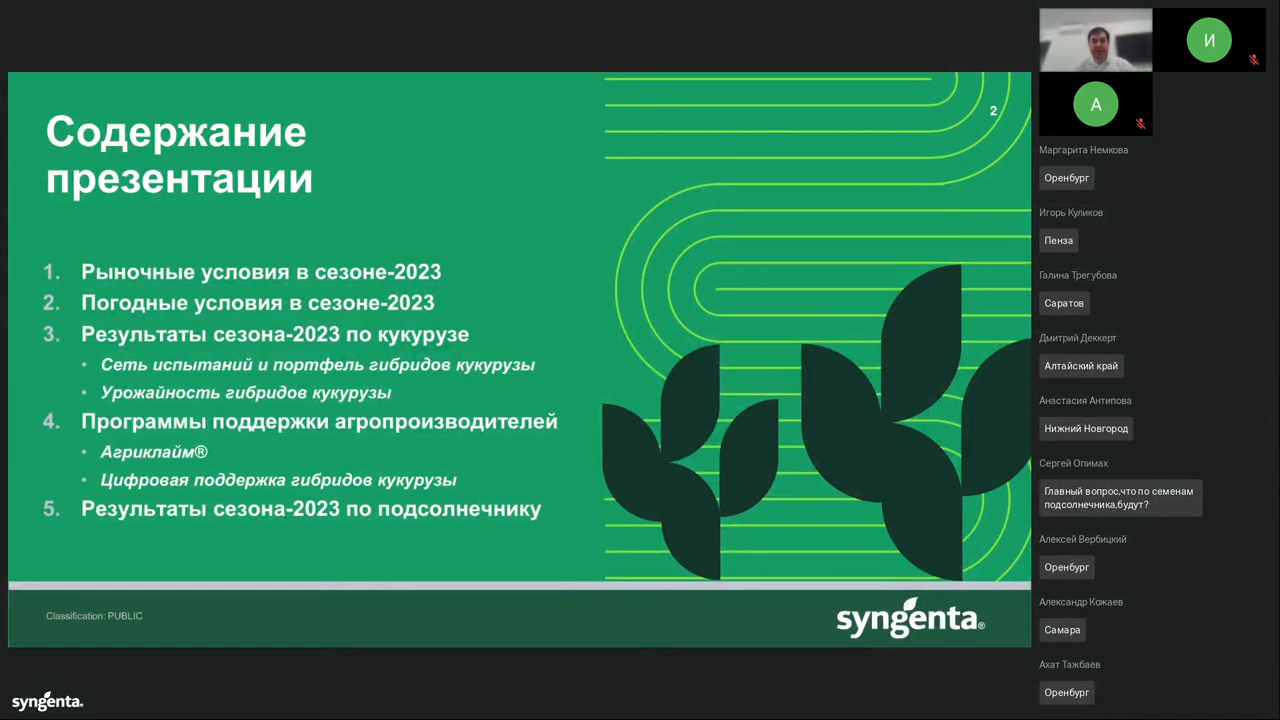 Содержание
презентации
2
1. Рыночные условия в сезоне-2023
2. Погодные условия в сезоне-2023
3. Результаты сезона-2023 по кукурузе
• Сеть испытаний и портфель гибридов кукурузы
• Урожайность гибридов кукурузы
4. Программы поддержки агропроизводителей
• Агриклайм®
• Цифровая поддержка гибридов кукурузы
5. Результаты сезона-2023 по подсолнечнику
Classification: PUBLIC
syngenta®
syngenta.
И
А
Маргарита Немкова
Оренбург
Игорь Куликов
Пенза
Галина Трегубова
Саратов
Дмитрий Деккерт
Алтайский край
Анастасия Антипова
Нижний Новгород
Сергей Опимах
Главный вопрос,что по семенам
подсолнечника,будут?
Алексей Вербицкий
Оренбург
Александр Кожаев
Самара
Ахат Тажбаев
Оренбург